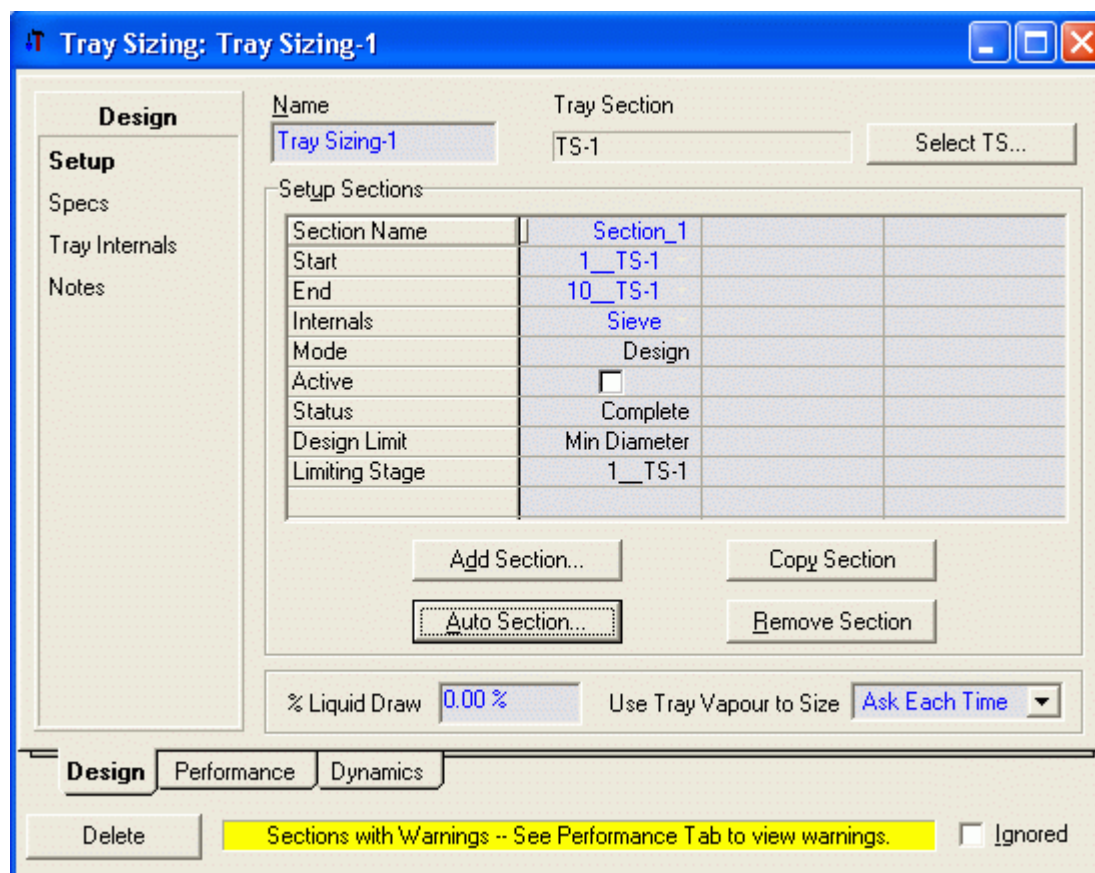 Tray Sizing: Tray Sizing-1
Design
Setup
Specs
Tray Internals
Notes
Name
Tray Sizing-1
Tray Section
TS-1
Select TS...
Setup Sections
Section Name Section_1
Start 1__TS-1
End 10__TS-1
Internals Sieve
Mode Design
Active
Status Complete
Design Limit Min Diameter
Limiting Stage 1__TS-1
Add Section... Copy Section
Auto Section... Remove Section
% Liquid Draw 0.00 % Use Tray Vapour to Size Ask Each Time
Design Performance Dynamics
Delete Sections with Warnings -- See Performance Tab to view warnings. Ignored